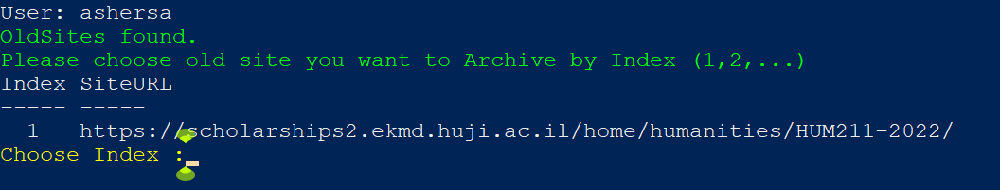 User: ashersa
OldSites found.
Please choose old site you want to Archive by Index (1,2,...)
Index SiteURL
----- -----
1 https://scholarships2.ekmd.huji.ac.il/home/humanities/HUM211-2022/
Choose Index :